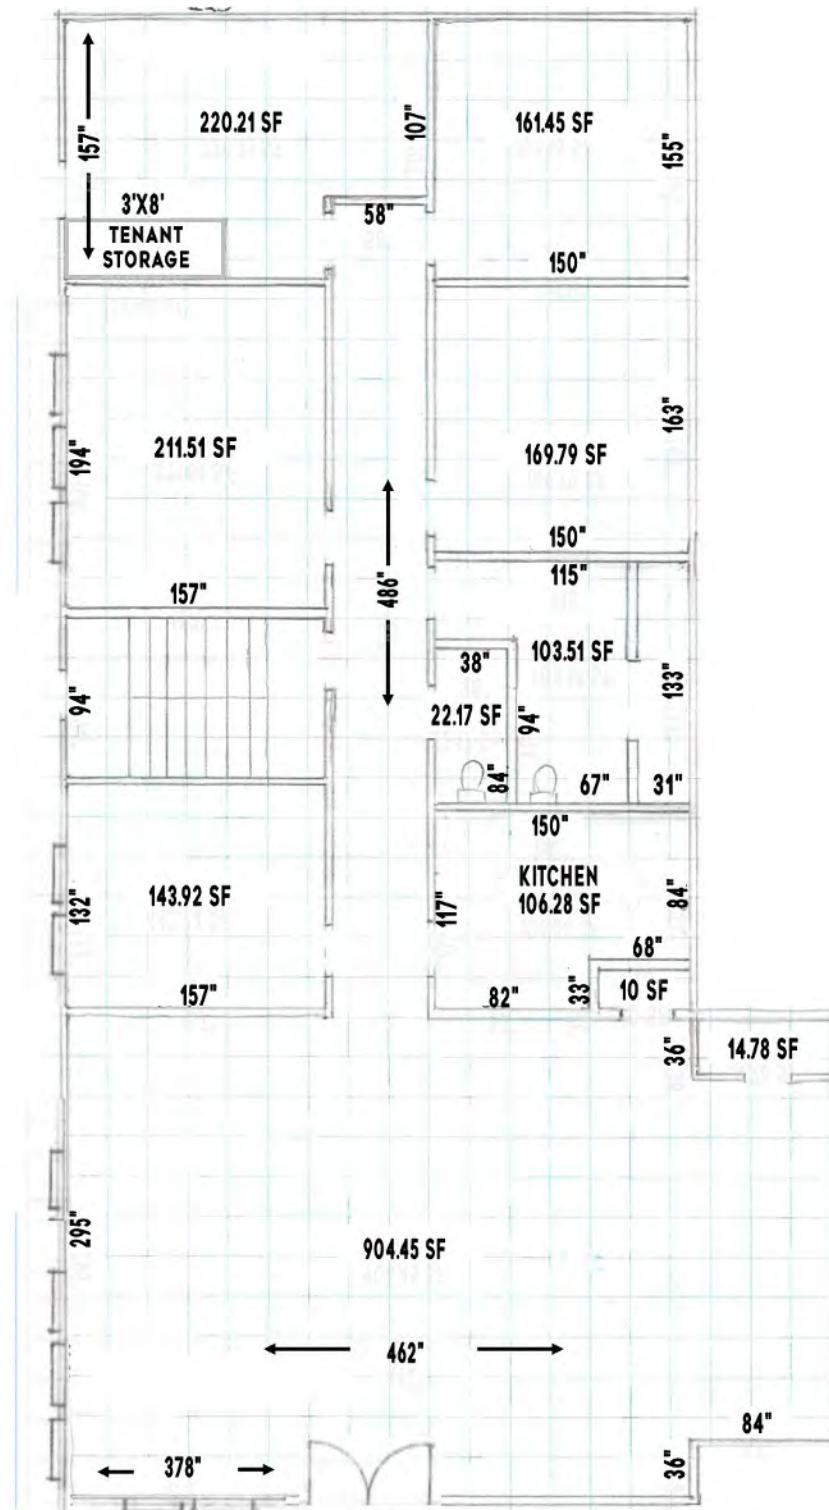 220.21 SF
161.45 SF
157"
107"
155"
3'X8'
TENANT
STORAGE
58"
150"
211.51 SF
194"
163"
169.79 SF
150"
157"
486"
115"
103.51 SF
38"
94"
22.17 SF
94"
133"
84"
67"
31"
150"
143.92 SF
132"
KITCHEN
106.28 SF
117"
84"
68"
157"
82"
33"
10 SF
36"
14.78 SF
295"
904.45 SF
462"
84"
378"
36"